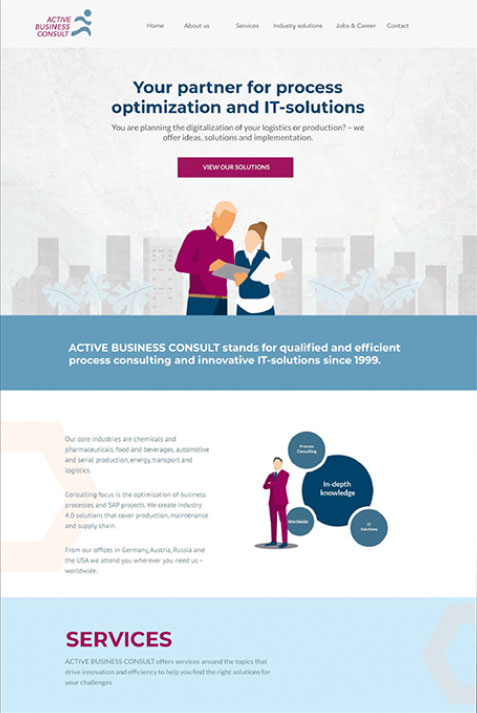 ACTIVE
BUSINESS
CONSULT
Home About us Services Industry solutions Jobs & Career Contact
Your partner for process
optimization and IT-solutions
You are planning the digitalization of your logistics or production? – we
offer ideas, solutions and implementation.
VIEW OUR SOLUTIONS
ACTIVE BUSINESS CONSULT stands for qualified and efficient
process consulting and innovative IT-solutions since 1999.
Our core industries are chemicals and
pharmaceuticals, food and beverages, automotive
and serial production, energy, transport and
logistics.
Consulting focus is the optimization of business
processes and SAP projects. We create industry
4.0 solutions that cover production, maintenance
and supply chain.
From our offices in Germany, Austria, Russia and
the USA we attend you wherever you need us –
worldwide.
Process
Consulting
In-depth
knowledge
Worldwide
IT
Solutions
SERVICES
ACTIVE BUSINESS CONSULT offers services around the topics that
drive innovation and efficiency to help you find the right solutions for
your challenges